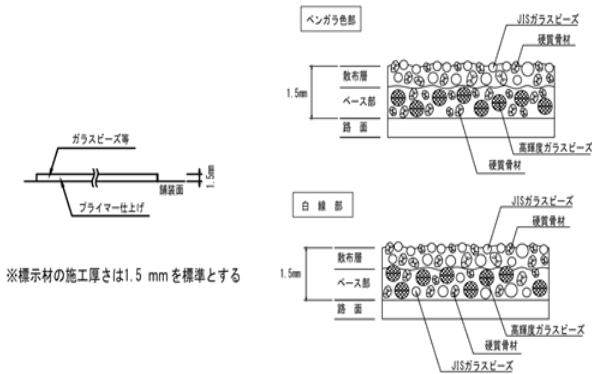 ベンガラ色部
JISガラスビーズ
硬質骨材
散布層
1.5mm
ベース部
路 面
高輝度ガラスビーズ
硬質骨材
ガラスビーズ等
1.5mm
舗装面
プライマー仕上げ
※標示材の施工厚さは1.5 mmを標準とする
白 線 部
JISガラスビーズ
硬質骨材
散布層
1.5mm
ベース部
路 面
高輝度ガラスビーズ
硬質骨材
JISガラスビーズ